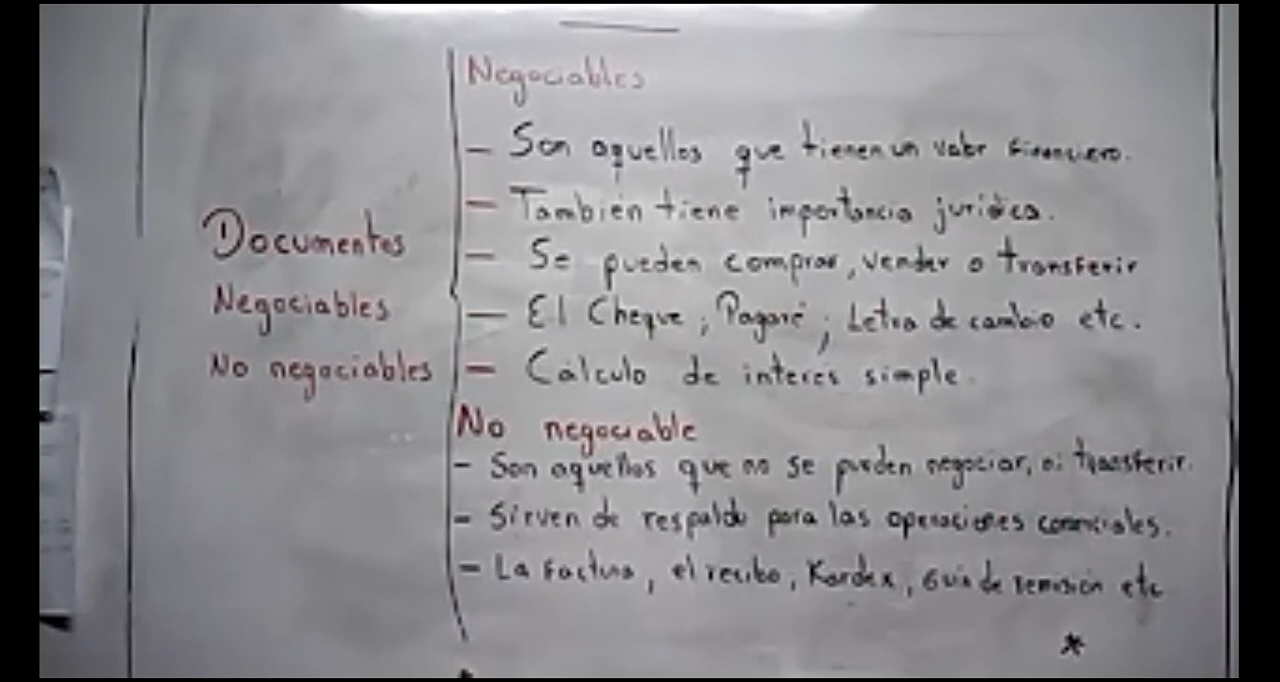 Documentos
Negociables
No negociables
Negociables
- Son aquellos que tienen un valor financiero.
- También tiene importancia jurídica.
- Se pueden comprar, vender o transferir
- El Cheque; Pagaré; Letra de cambio etc.
- Cálculo de interés simple.
No negociable
- Son aquellos que no se pueden negociar, ni transferir.
- Sirven de respaldo para las operaciones comerciales.
- La Factura, el recibo, Kardex, Guía de remisión etc
*